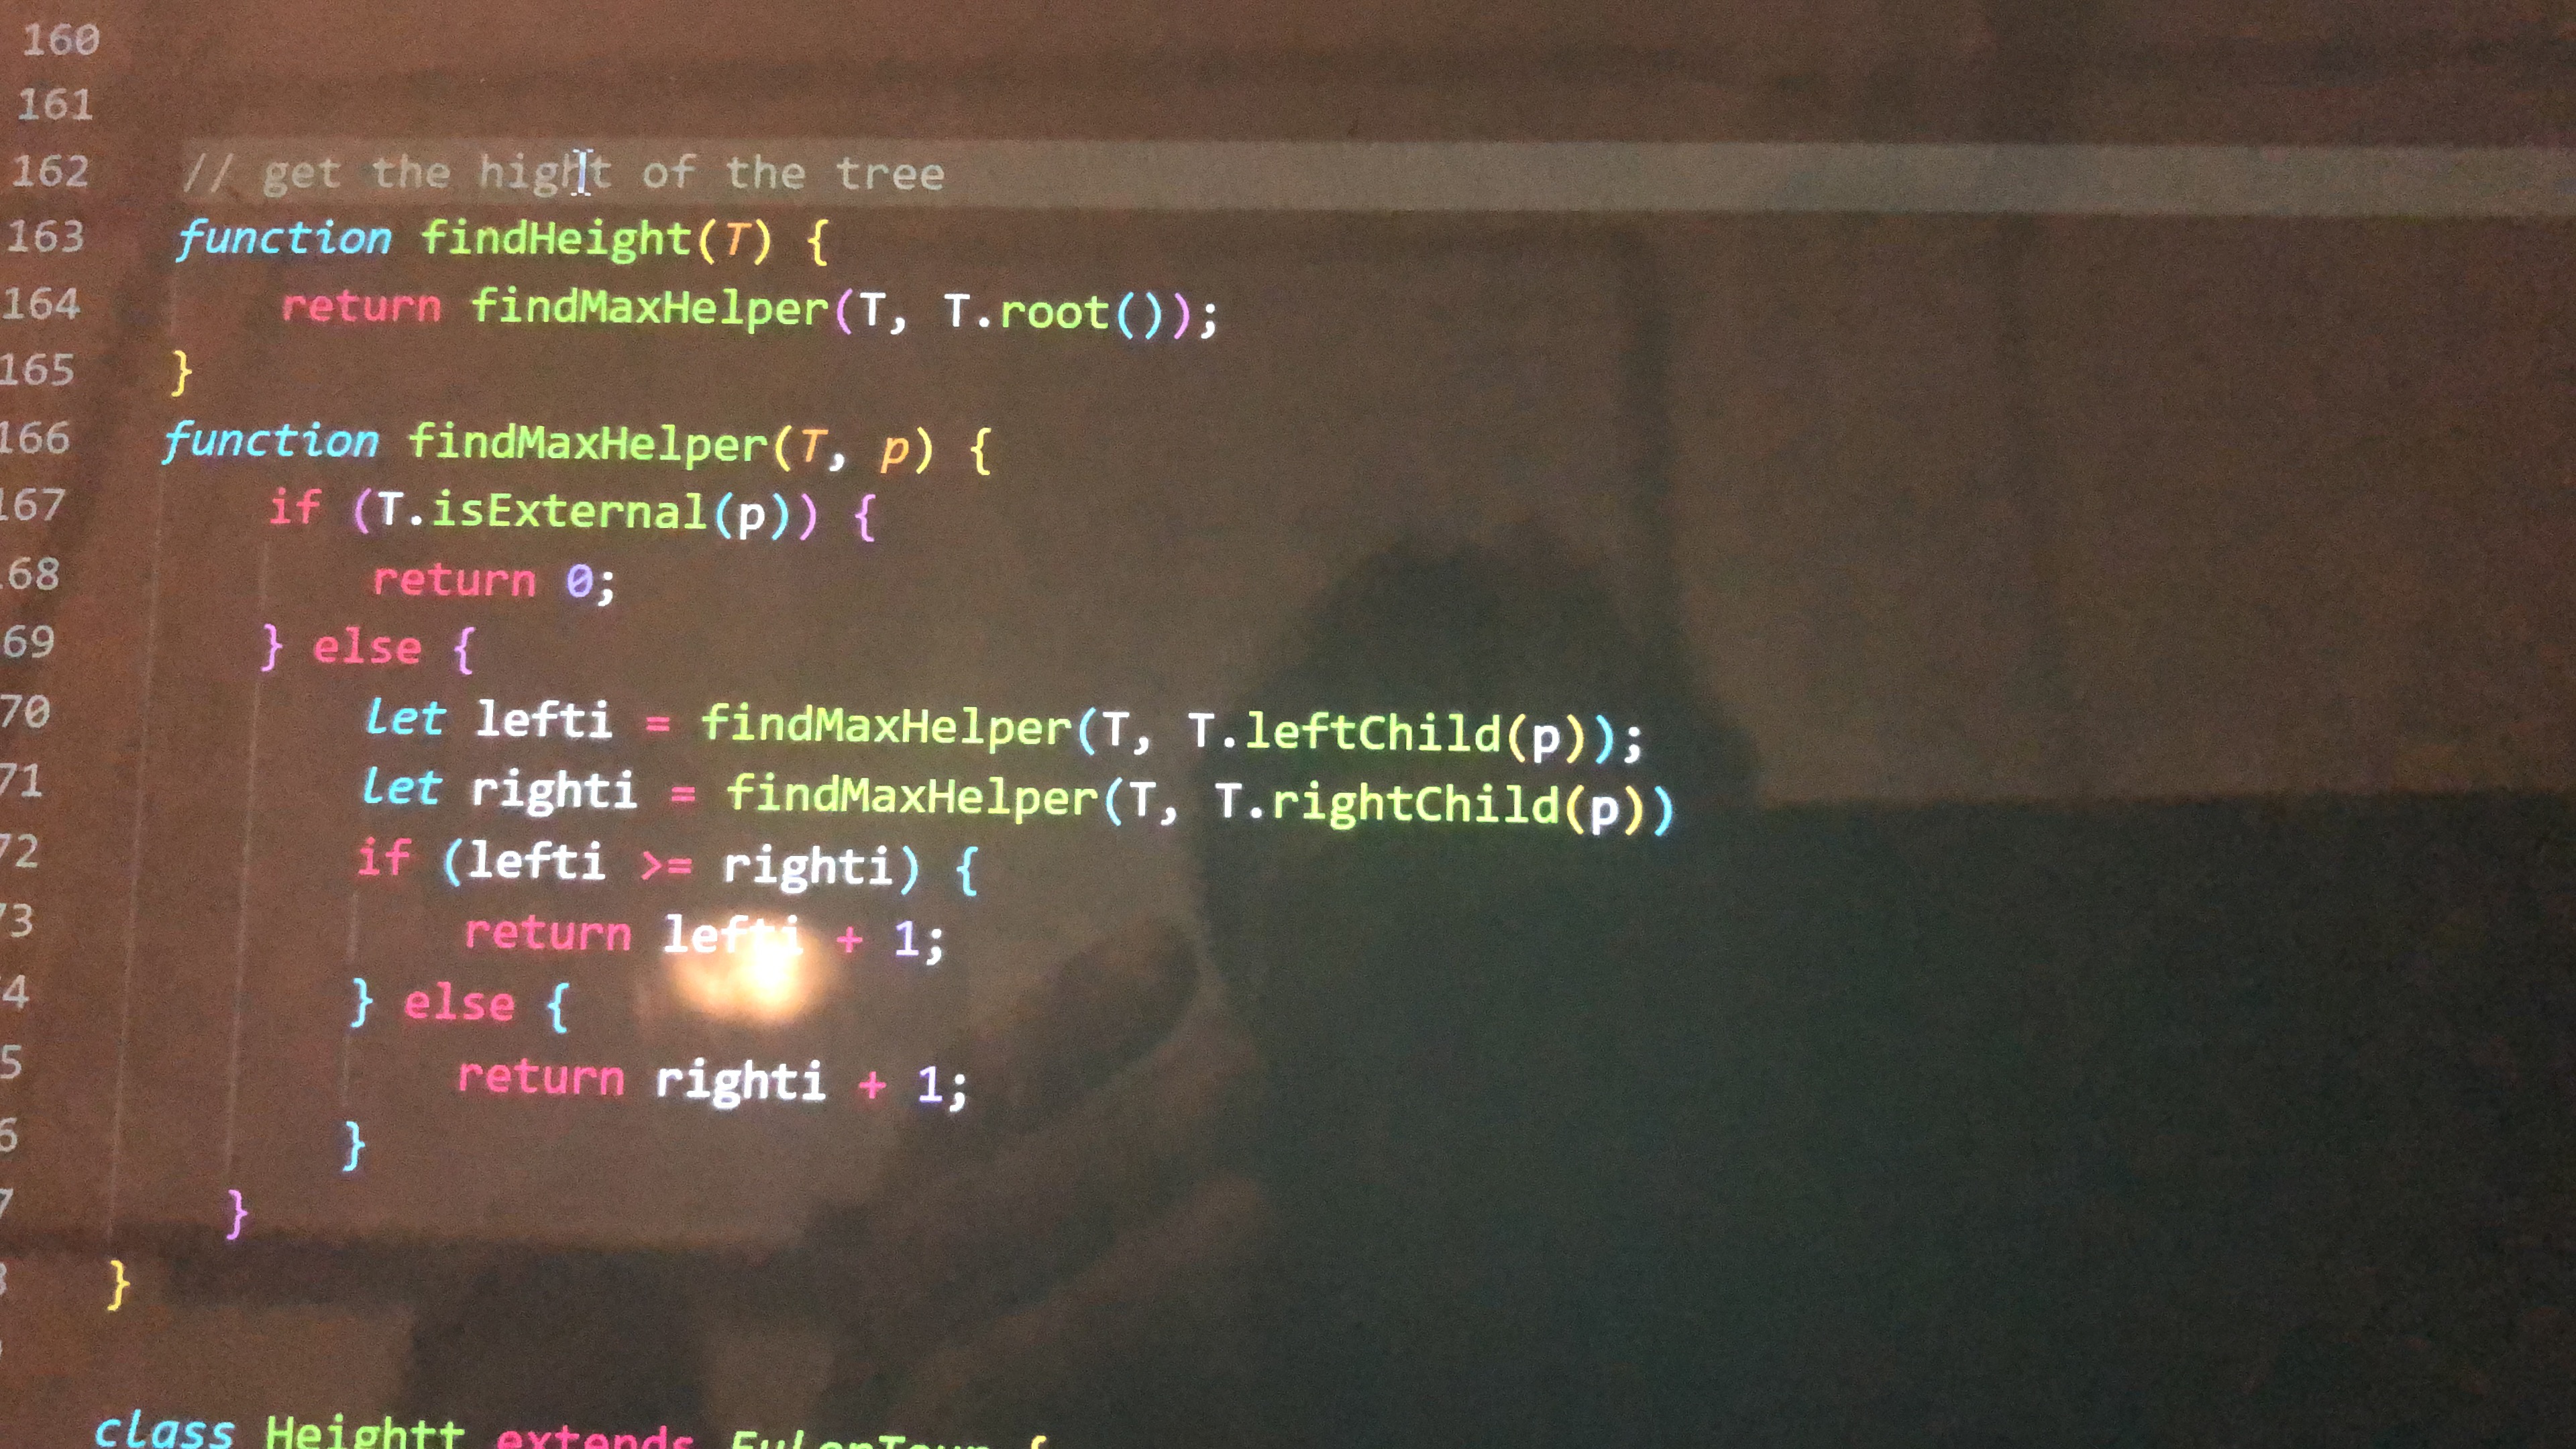 160
161
162 // get the hight of the tree
163 function findHeight(T) {
164 return findMaxHelper(T, T.root());
165 }
166 function findMaxHelper(T, p) {
167 if (T.isExternal(p)) {
68 return 0;
69 } else {
70 let lefti = findMaxHelper(T, T.leftChild(p));
71 let righti = findMaxHelper(T, T.rightChild(p))
72 if (lefti >= righti) {
73 return lefti + 1;
4 } else {
5 return righti + 1;
6 }
7 }
}
class Heightt extends